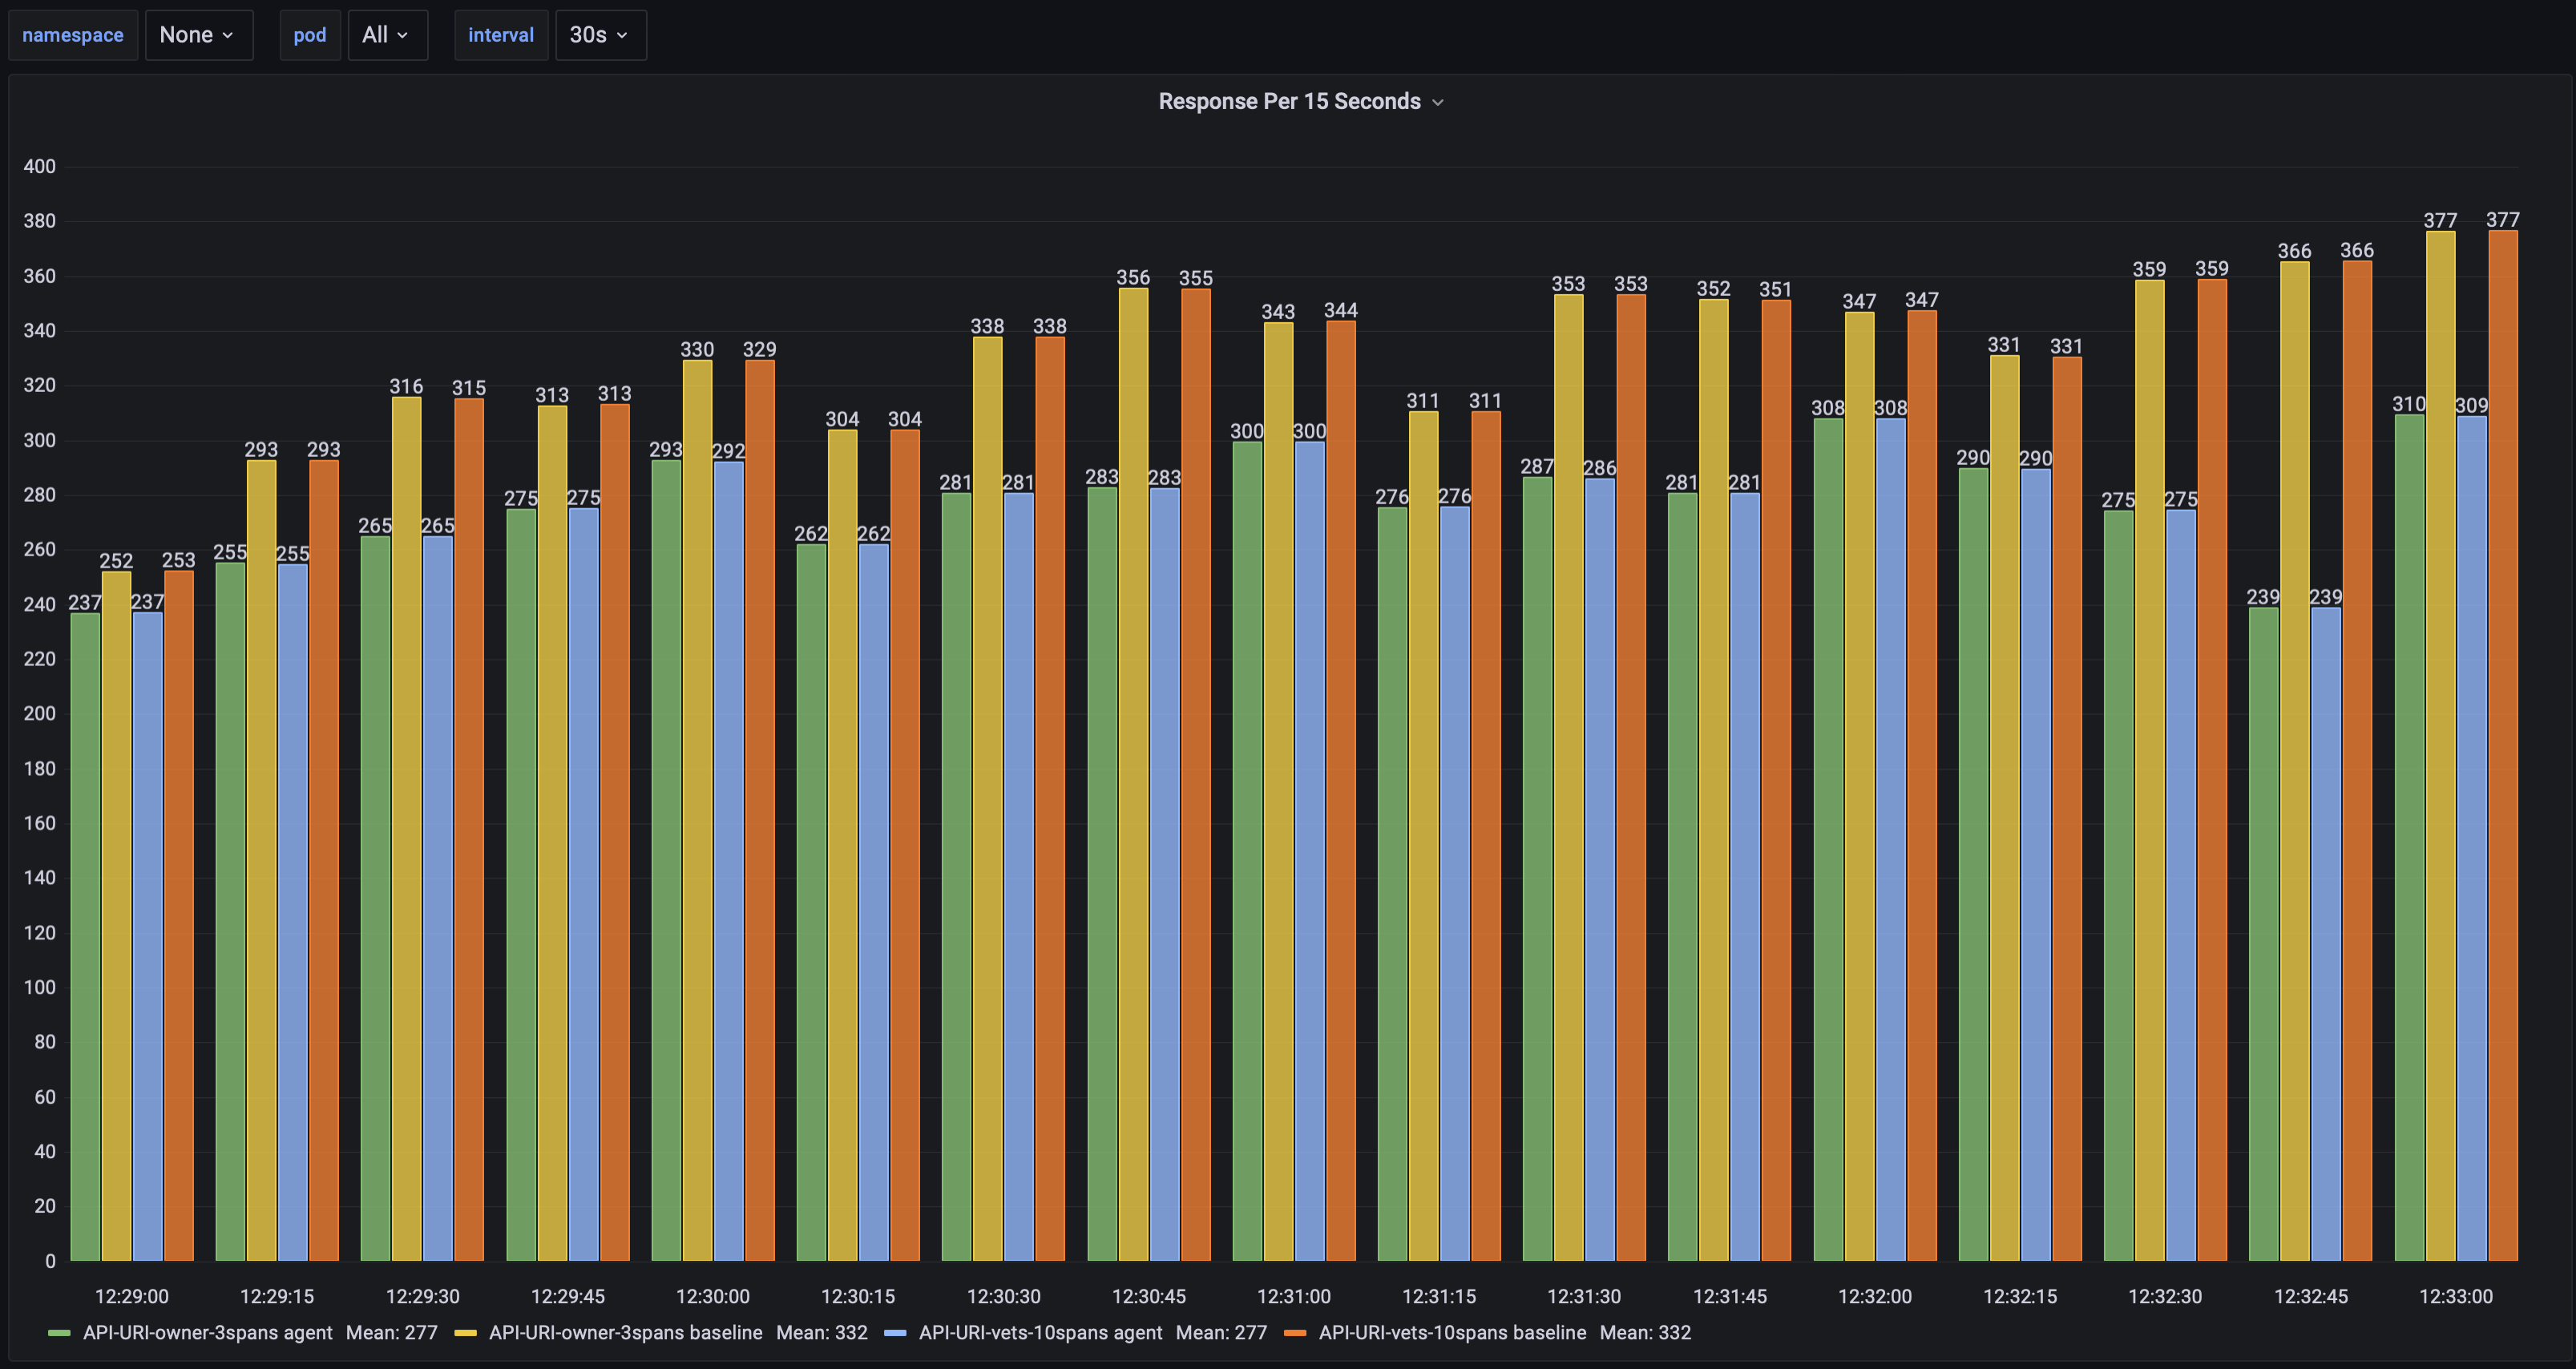 namespace None pod All interval 30s
Response Per 15 Seconds
400
380
360
340
320
300
280
260
240
220
200
180
160
140
120
100
80
60
40
20
0
237 252 237 253
255 293 255 293
265 316 265 315
275 313 275 313
293 330 292 329
262 304 262 304
281 338 281 338
283 356 283 355
300 343 300 344
276 311 276 311
287 353 286 353
281 352 281 351
308 347 308 347
290 331 290 331
275 359 275 359
239 366 239 366
310 377 309 377
12:29:00 12:29:15 12:29:30 12:29:45 12:30:00 12:30:15 12:30:30 12:30:45 12:31:00 12:31:15 12:31:30 12:31:45 12:32:00 12:32:15 12:32:30 12:32:45 12:33:00
API-URI-owner-3spans agent Mean: 277 API-URI-owner-3spans baseline Mean: 332 API-URI-vets-10spans agent Mean: 277 API-URI-vets-10spans baseline Mean: 332